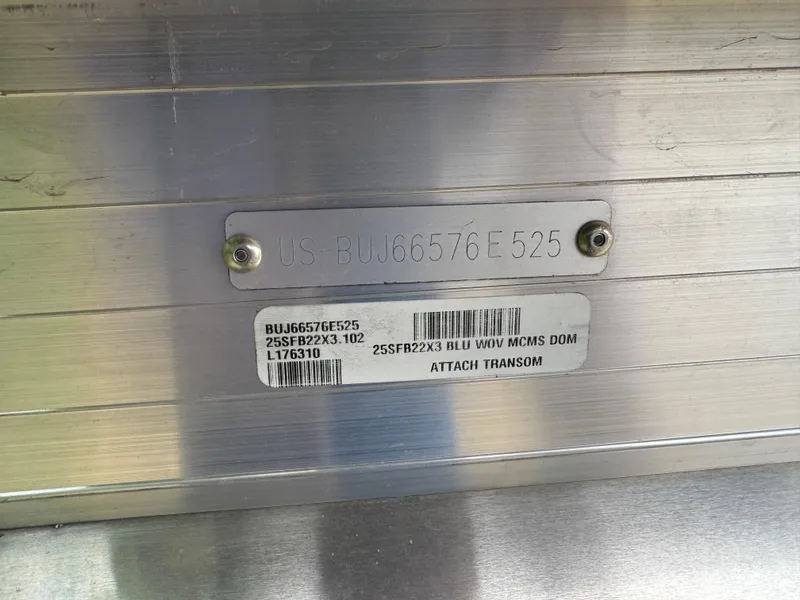 US-BUJ66576E525
BUJ66576E525
25SFB22X3.102
L176310
25SFB22X3 BLU WOV MCMS DOM
ATTACH TRANSOM